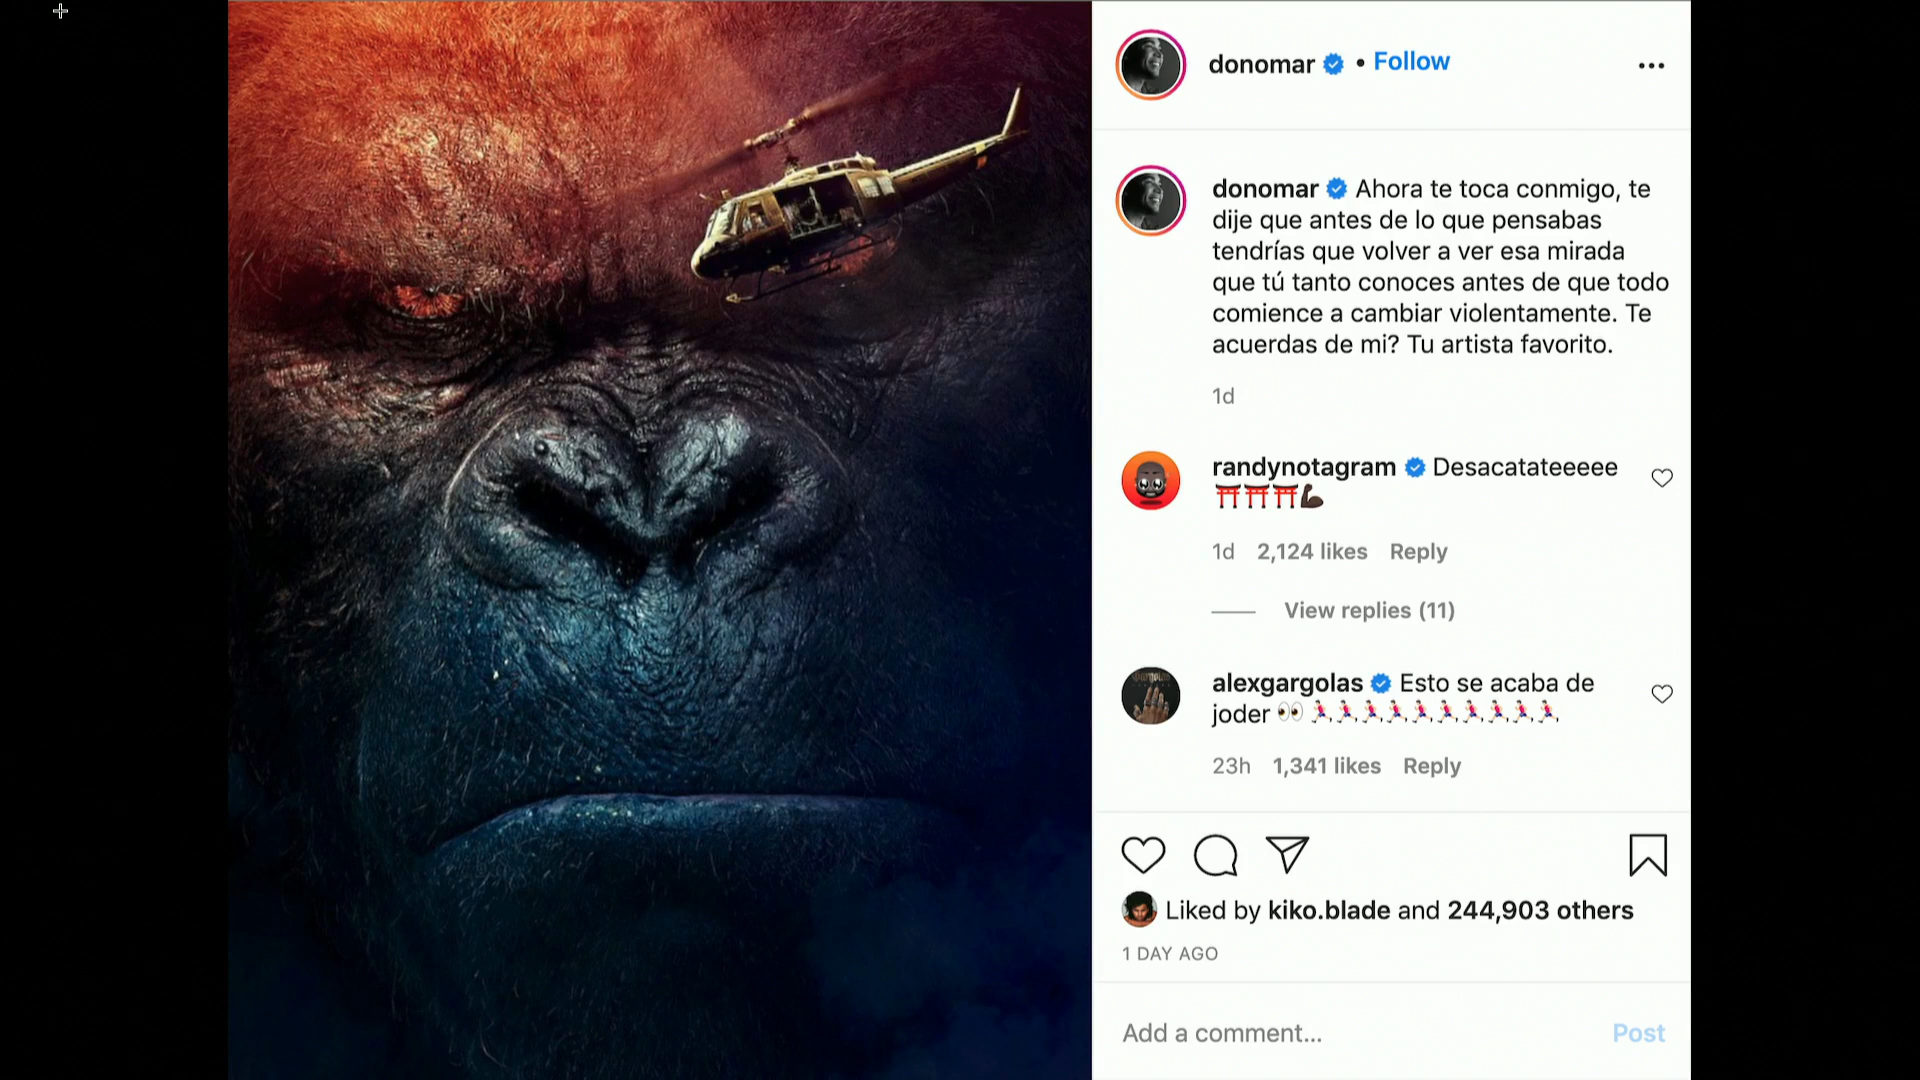 donomar • Follow
donomar Ahora te toca conmigo, te
dije que antes de lo que pensabas
tendrías que volver a ver esa mirada
que tú tanto conoces antes de que todo
comience a cambiar violentamente. Te
acuerdas de mi? Tu artista favorito.
1d
randynotagram Desacatateeeee
⛩⛩⛩💪🏿
1d 2,124 likes Reply
View replies (11)
alexgargolas Esto se acaba de
joder 👀 🏃🏻‍♀️🏃🏻‍♀️🏃🏻‍♀️🏃🏻‍♀️🏃🏻‍♀️🏃🏻‍♀️🏃🏻‍♀️🏃🏻‍♀️🏃🏻‍♀️🏃🏻‍♀️
23h 1,341 likes Reply
Liked by kiko.blade and 244,903 others
1 DAY AGO
Add a comment... Post